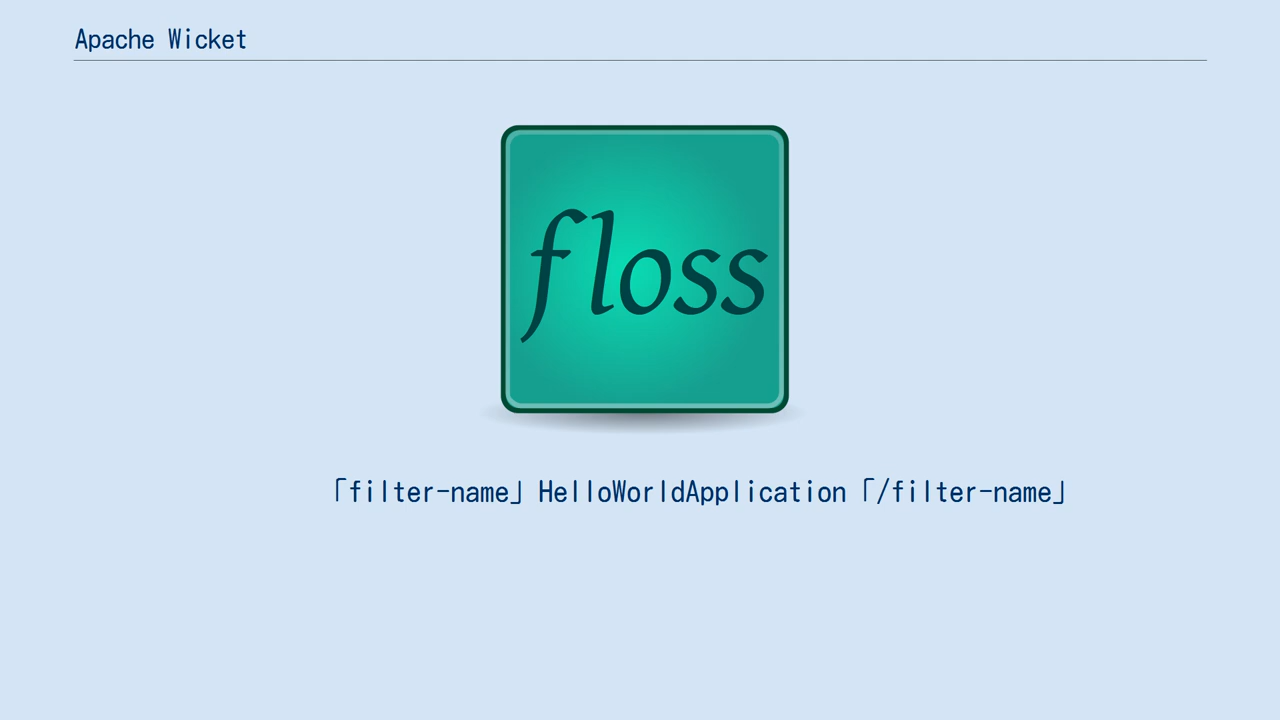 Apache Wicket
floss
「filter-name」HelloWorldApplication「/filter-name」